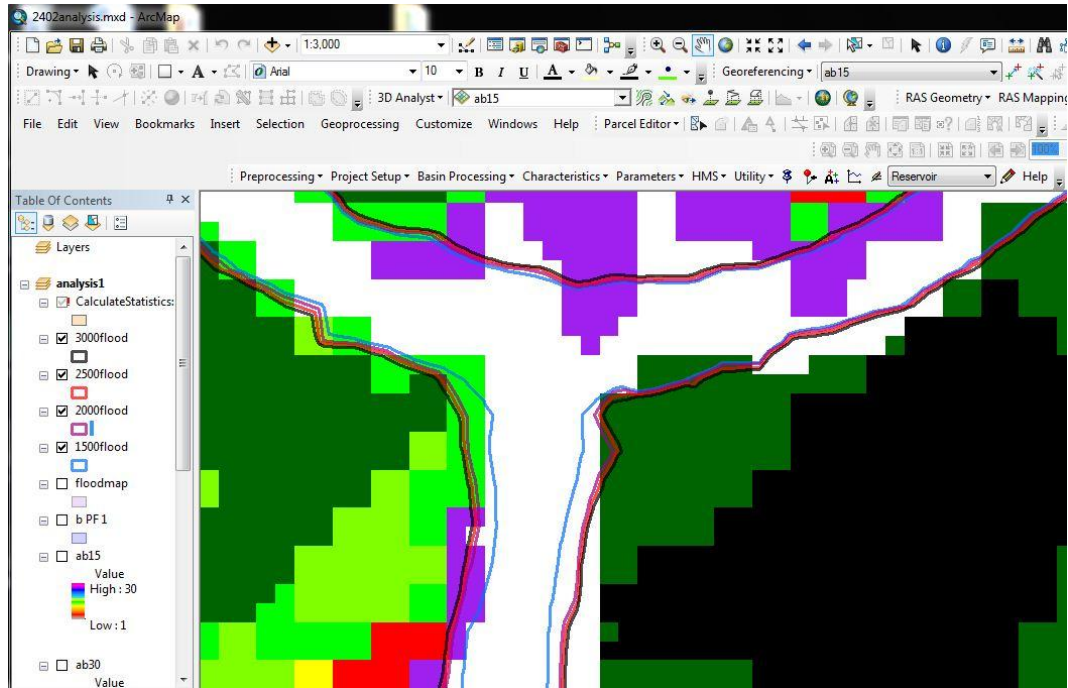 2402analysis.mxd - ArcMap
1:3,000
Drawing A Arial 10 B I U A Georeferencing ab15
3D Analyst ab15 RAS Geometry RAS Mapping
File Edit View Bookmarks Insert Selection Geoprocessing Customize Windows Help Parcel Editor
100%
Preprocessing Project Setup Basin Processing Characteristics Parameters HMS Utility Reservoir Help
Table Of Contents
Layers
analysis1
CalculateStatistics:
3000flood
2500flood
2000flood
1500flood
floodmap
b PF 1
ab15
Value
High : 30
Low : 1
ab30
Value